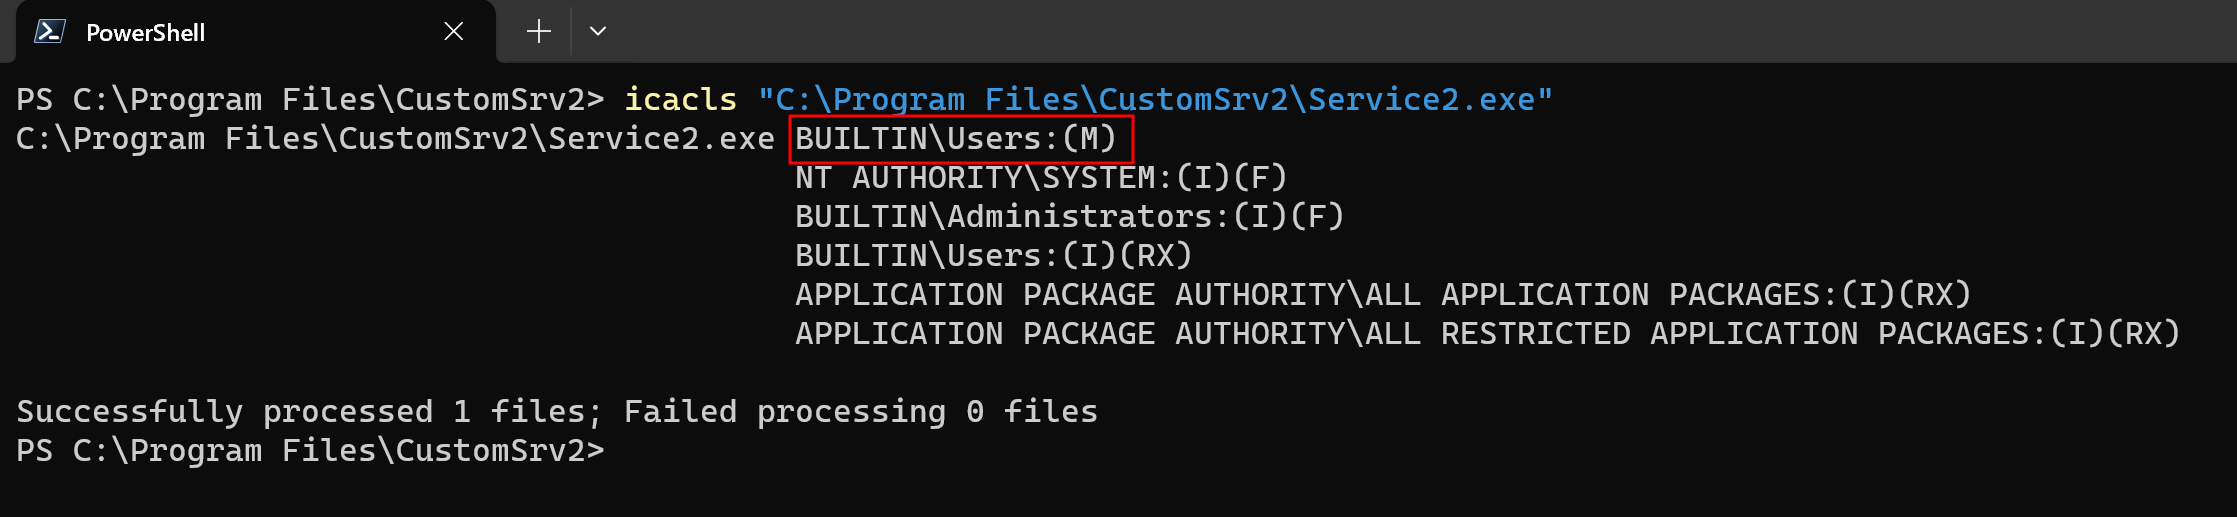 PowerShell
PS C:\Program Files\CustomSrv2> icacls "C:\Program Files\CustomSrv2\Service2.exe"
C:\Program Files\CustomSrv2\Service2.exe BUILTIN\Users:(M)
NT AUTHORITY\SYSTEM:(I)(F)
BUILTIN\Administrators:(I)(F)
BUILTIN\Users:(I)(RX)
APPLICATION PACKAGE AUTHORITY\ALL APPLICATION PACKAGES:(I)(RX)
APPLICATION PACKAGE AUTHORITY\ALL RESTRICTED APPLICATION PACKAGES:(I)(RX)
Successfully processed 1 files; Failed processing 0 files
PS C:\Program Files\CustomSrv2>